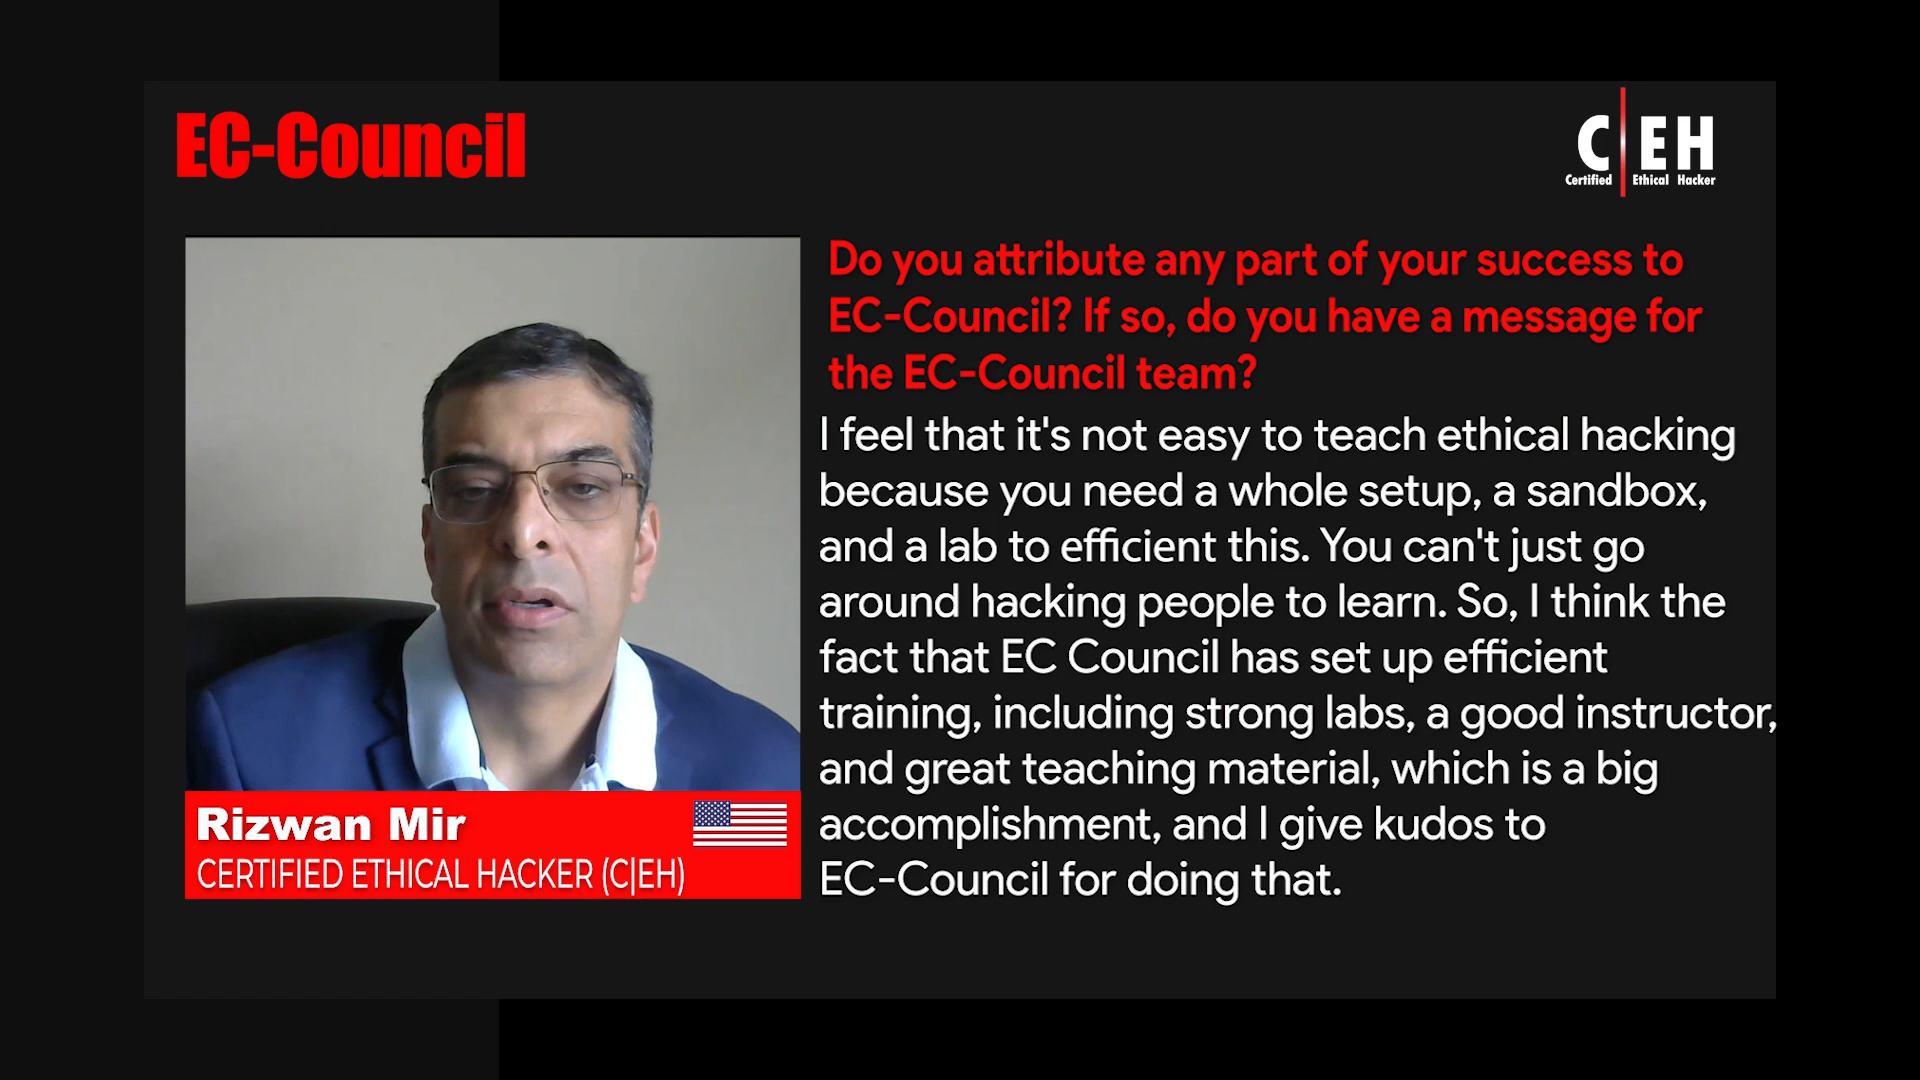 EC-Council
C|EH
Certified Ethical Hacker
Do you attribute any part of your success to
EC-Council? If so, do you have a message for
the EC-Council team?
I feel that it's not easy to teach ethical hacking
because you need a whole setup, a sandbox,
and a lab to efficient this. You can't just go
around hacking people to learn. So, I think the
fact that EC Council has set up efficient
training, including strong labs, a good instructor,
and great teaching material, which is a big
accomplishment, and I give kudos to
EC-Council for doing that.
Rizwan Mir
CERTIFIED ETHICAL HACKER (C|EH)